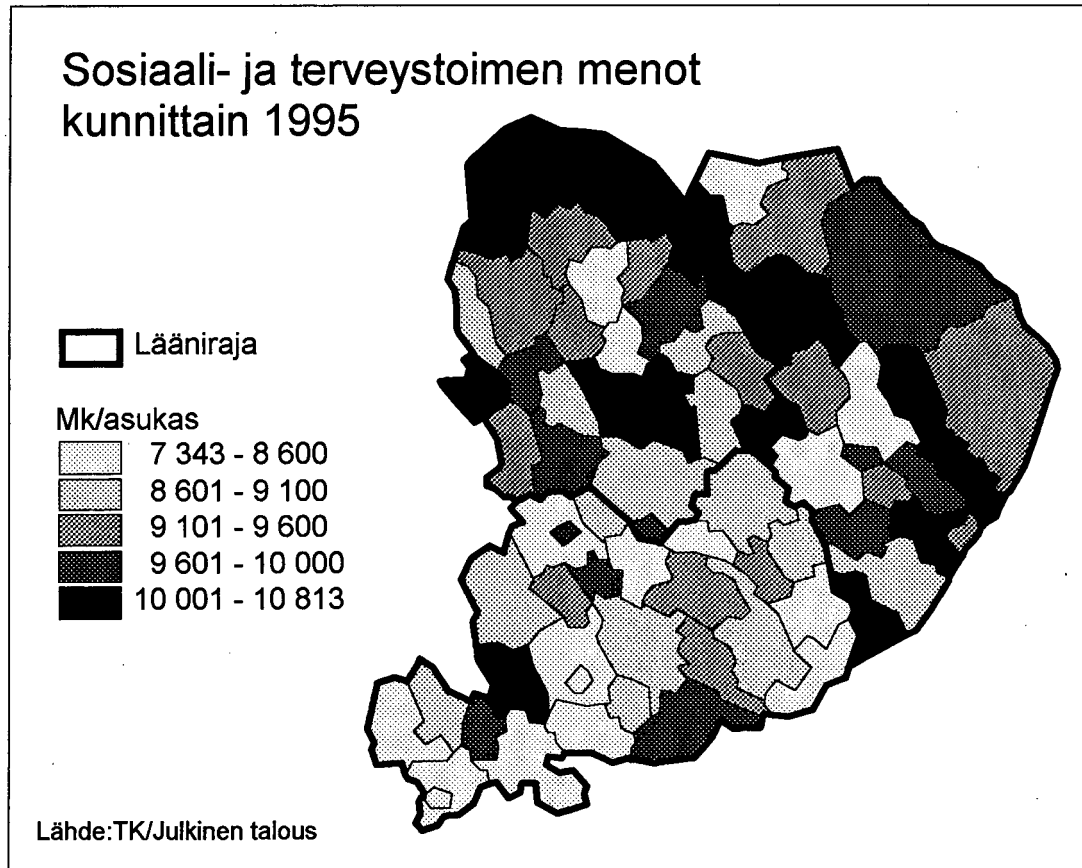 Sosiaali- ja terveystoimen menot
kunnittain 1995
Lääniraja
Mk/asukas
7 343 - 8 600
8 601 - 9 100
9 101 - 9 600
9 601 - 10 000
10 001 - 10 813
Lähde:TK/Julkinen talous